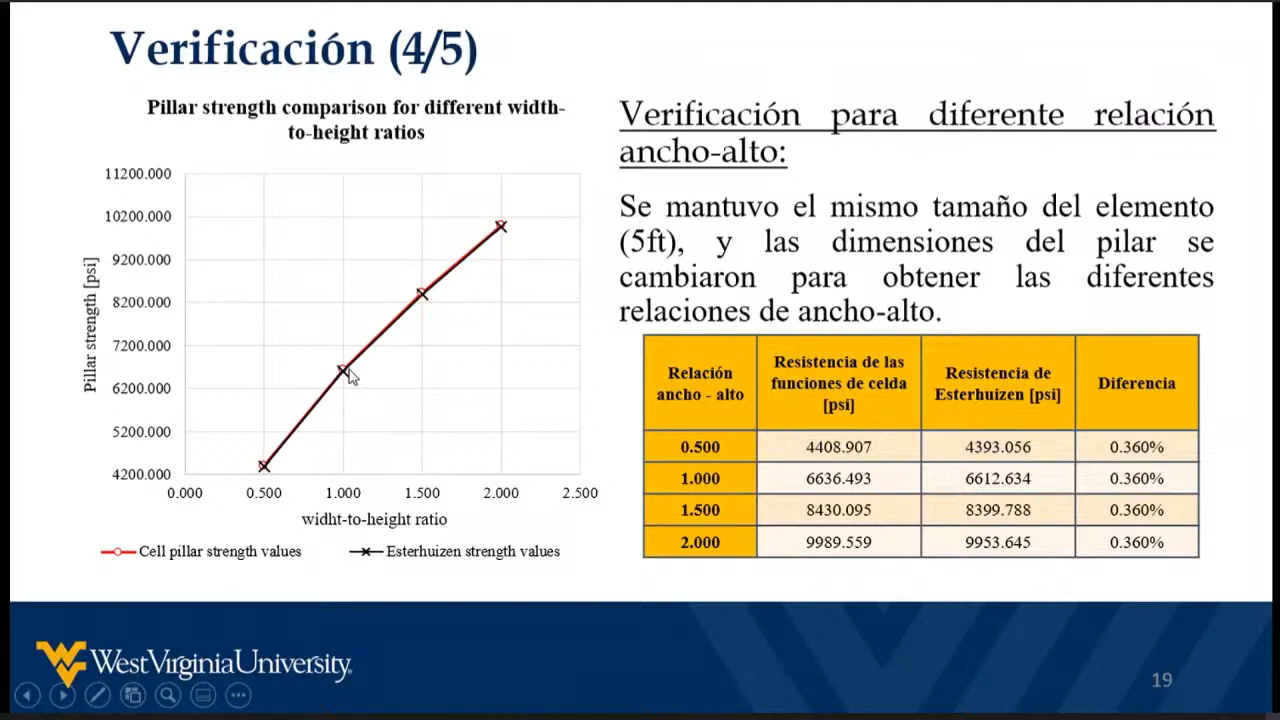 Verificación (4/5)
Pillar strength comparison for different width-
to-height ratios
11200.000
10200.000
9200.000
8200.000
7200.000
6200.000
5200.000
4200.000
Pillar strength [psi]
0.000 0.500 1.000 1.500 2.000 2.500
widht-to-height ratio
Cell pillar strength values Esterhuizen strength values
Verificación para diferente relación
ancho-alto:
Se mantuvo el mismo tamaño del elemento
(5ft), y las dimensiones del pilar se
cambiaron para obtener las diferentes
relaciones de ancho-alto.
Relación
ancho - alto
Resistencia de las
funciones de celda
[psi]
Resistencia de
Esterhuizen [psi]
Diferencia
0.500 4408.907 4393.056 0.360%
1.000 6636.493 6612.634 0.360%
1.500 8430.095 8399.788 0.360%
2.000 9989.559 9953.645 0.360%
WestVirginiaUniversity.
19